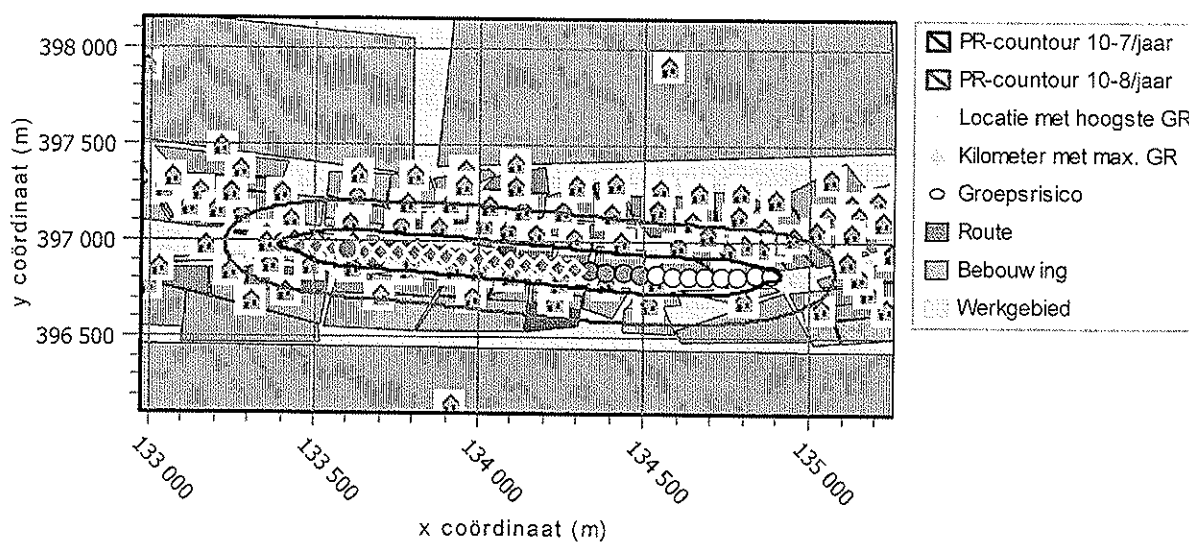 398 000
397 500
397 000
396 500
y coördinaat (m)
133 000
133 500
134 000
134 500
135 000
x coördinaat (m)
PR-countour 10-7/jaar
PR-countour 10-8/jaar
Locatie met hoogste GR
Kilometer met max. GR
Groepsrisico
Route
Bebouwing
Werkgebied